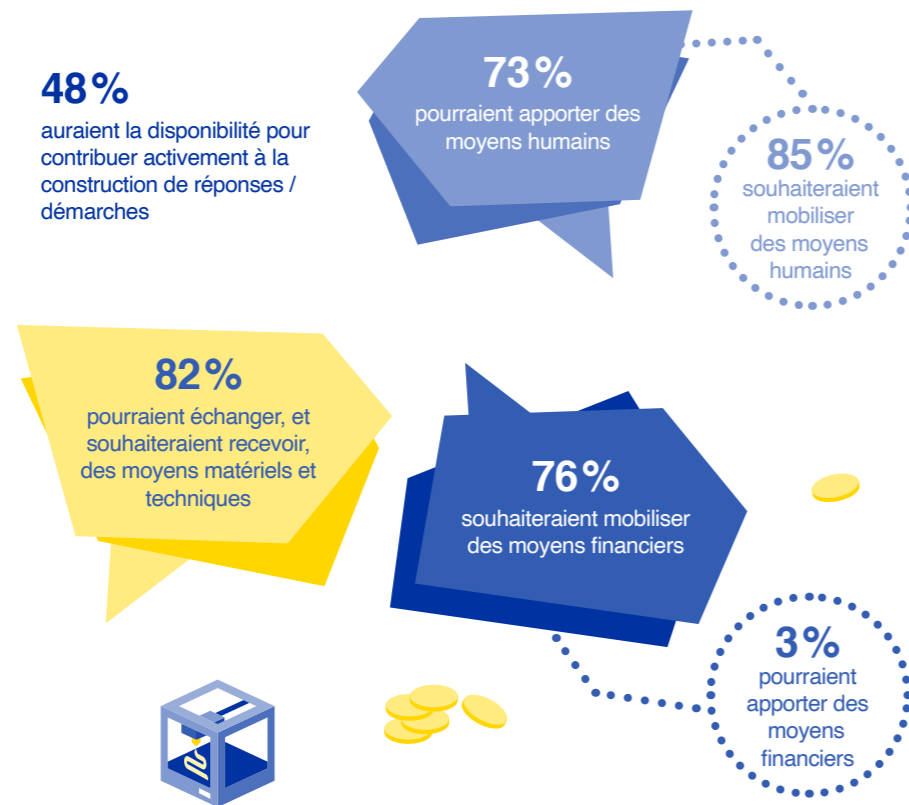 48 %
auraient la disponibilité pour
contribuer activement à la
construction de réponses /
démarches
73 %
pourraient apporter des
moyens humains
85 %
souhaiteraient
mobiliser
des moyens
humains
82 %
pourraient échanger, et
souhaiteraient recevoir,
des moyens matériels et
techniques
76 %
souhaiteraient mobiliser
des moyens financiers
3 %
pourraient
apporter des
moyens
financiers